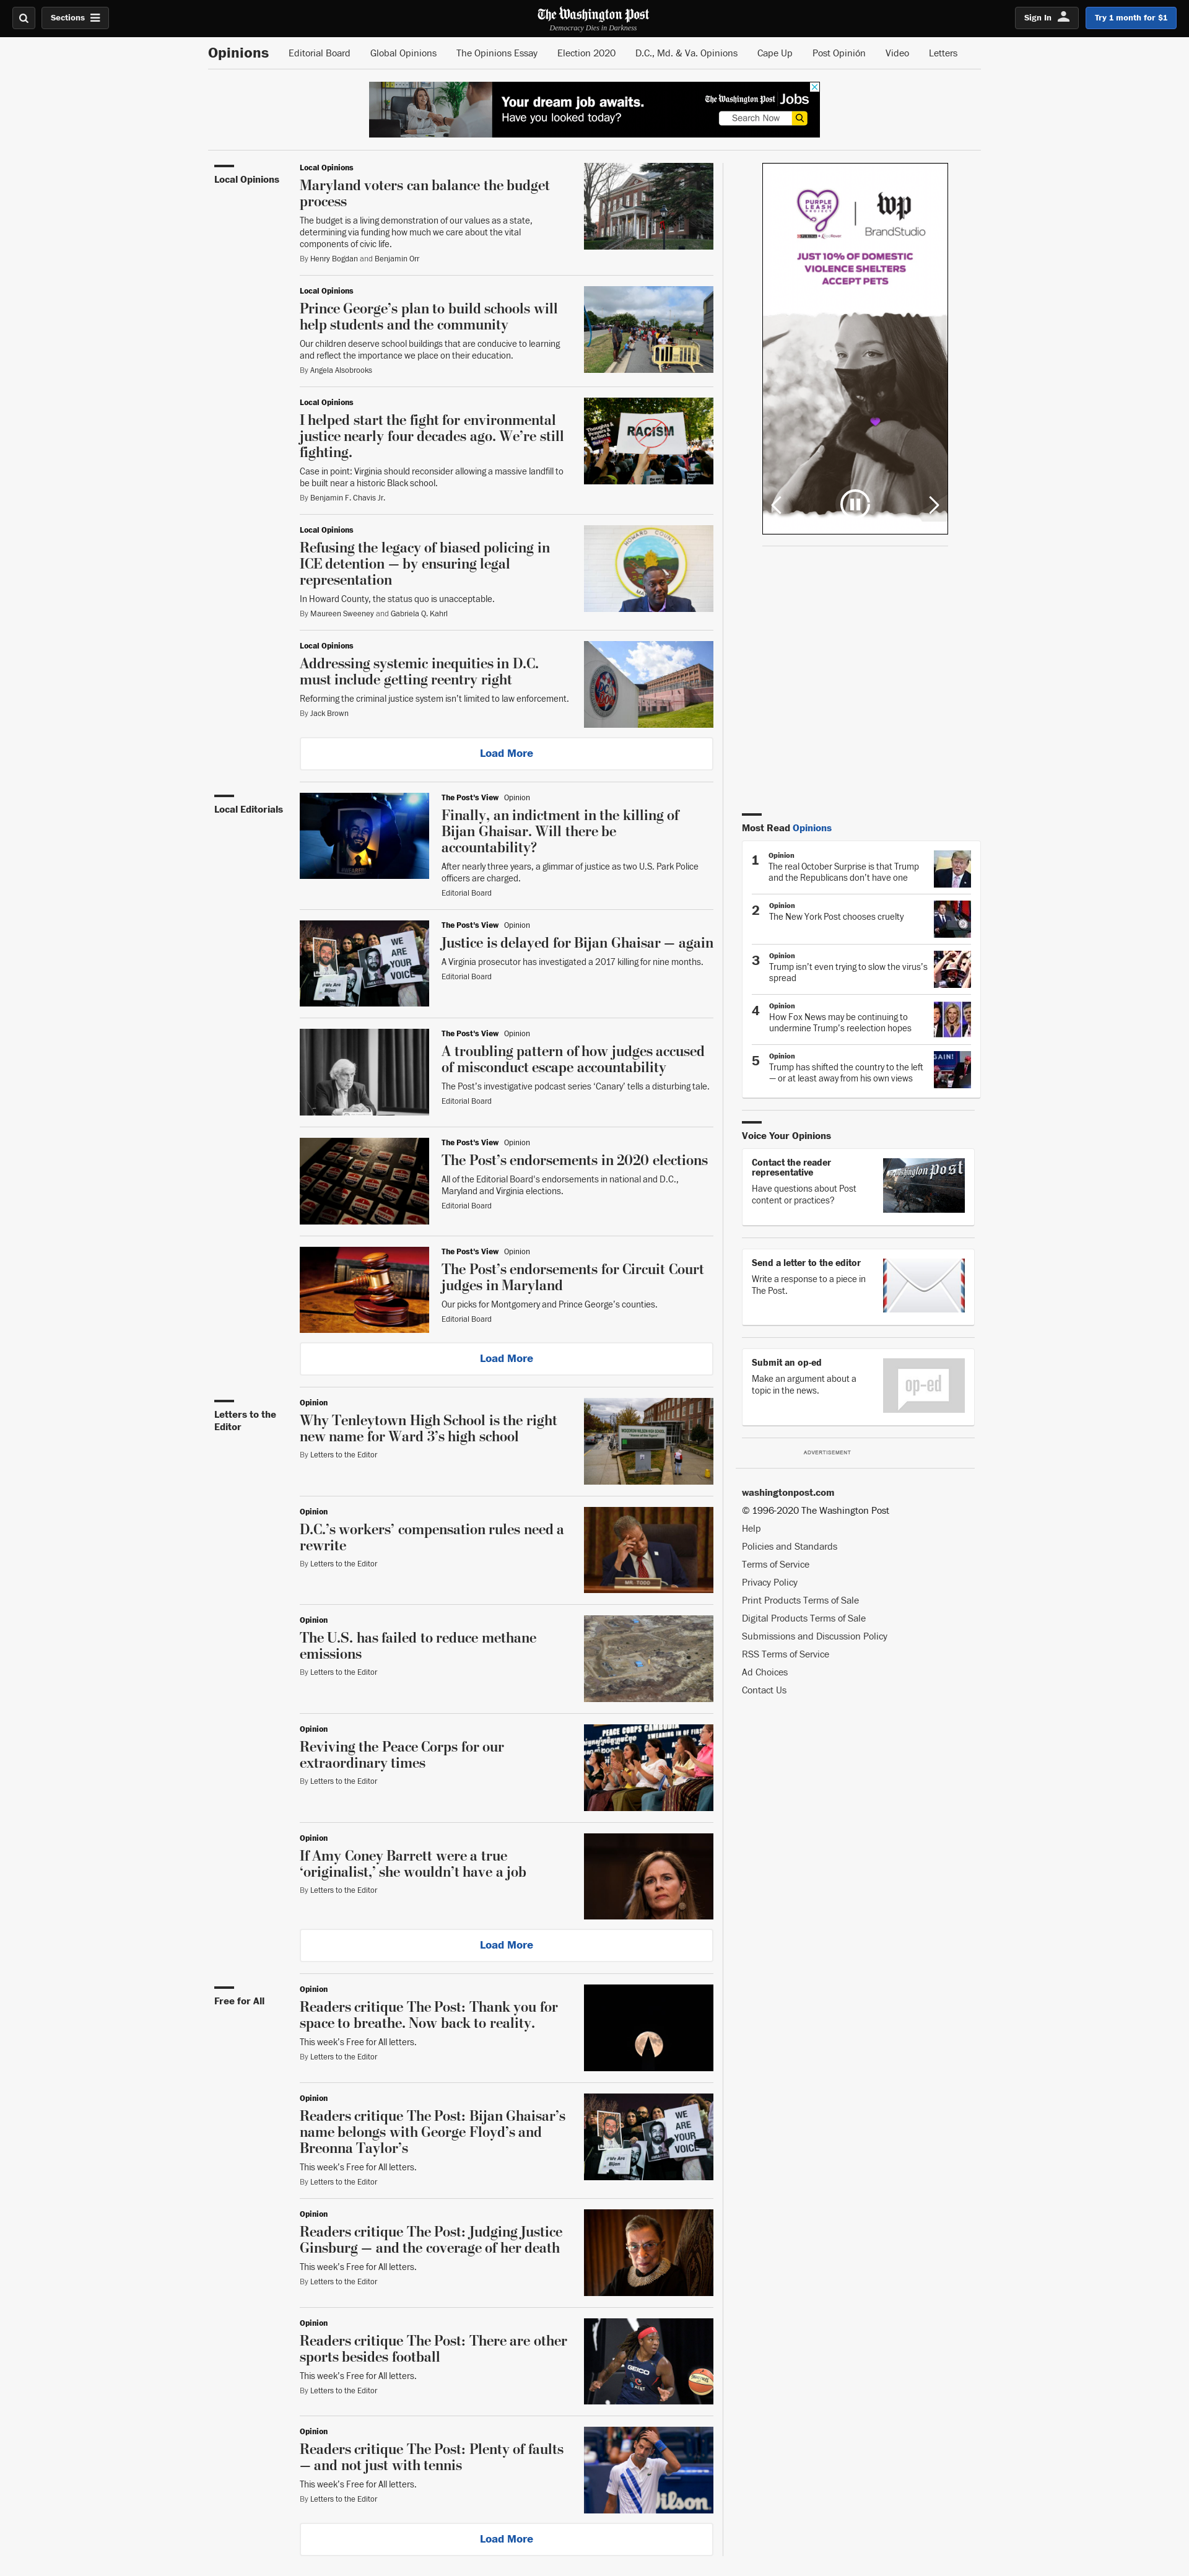 Sections
The Washington Post
Democracy Dies in Darkness
Sign In
Try 1 month for $1
Opinions
Editorial Board
Global Opinions
The Opinions Essay
Election 2020
D.C., Md. & Va. Opinions
Cape Up
Post Opinión
Video
Letters
Your dream job awaits.
Have you looked today?
The Washington Post Jobs
Search Now
Local Opinions
Local Opinions
Maryland voters can balance the budget
process
The budget is a living demonstration of our values as a state,
determining via funding how much we care about the vital
components of civic life.
By Henry Bogdan and Benjamin Orr
Local Opinions
Prince George’s plan to build schools will
help students and the community
Our children deserve school buildings that are conducive to learning
and reflect the importance we place on their education.
By Angela Alsobrooks
Local Opinions
I helped start the fight for environmental
justice nearly four decades ago. We’re still
fighting.
Case in point: Virginia should reconsider allowing a massive landfill to
be built near a historic Black school.
By Benjamin F. Chavis Jr.
RACISM
Local Opinions
Refusing the legacy of biased policing in
ICE detention — by ensuring legal
representation
In Howard County, the status quo is unacceptable.
By Maureen Sweeney and Gabriela Q. Kahrl
HOWARD COUNTY
Local Opinions
Addressing systemic inequities in D.C.
must include getting reentry right
Reforming the criminal justice system isn’t limited to law enforcement.
By Jack Brown
Load More
Local Editorials
The Post's View Opinion
Finally, an indictment in the killing of
Bijan Ghaisar. Will there be
accountability?
After nearly three years, a glimmer of justice as two U.S. Park Police
officers are charged.
Editorial Board
WE
ARE
YOUR
VOICE
We Are
Bijan
The Post's View Opinion
Justice is delayed for Bijan Ghaisar — again
A Virginia prosecutor has investigated a 2017 killing for nine months.
Editorial Board
The Post's View Opinion
A troubling pattern of how judges accused
of misconduct escape accountability
The Post’s investigative podcast series ‘Canary’ tells a disturbing tale.
Editorial Board
The Post's View Opinion
The Post’s endorsements in 2020 elections
All of the Editorial Board's endorsements in national and D.C.,
Maryland and Virginia elections.
Editorial Board
The Post's View Opinion
The Post’s endorsements for Circuit Court
judges in Maryland
Our picks for Montgomery and Prince George’s counties.
Editorial Board
Load More
Letters to the
Editor
Opinion
Why Tenleytown High School is the right
new name for Ward 3’s high school
By Letters to the Editor
Opinion
D.C.’s workers’ compensation rules need a
rewrite
By Letters to the Editor
MR. TODD
Opinion
The U.S. has failed to reduce methane
emissions
By Letters to the Editor
Opinion
Reviving the Peace Corps for our
extraordinary times
By Letters to the Editor
PEACE CORPS CAMBODIA
Opinion
If Amy Coney Barrett were a true
‘originalist,’ she wouldn’t have a job
By Letters to the Editor
Load More
Free for All
Opinion
Readers critique The Post: Thank you for
space to breathe. Now back to reality.
This week’s Free for All letters.
By Letters to the Editor
Opinion
Readers critique The Post: Bijan Ghaisar’s
name belongs with George Floyd’s and
Breonna Taylor’s
This week’s Free for All letters.
By Letters to the Editor
WE
ARE
YOUR
VOICE
We Are
Bijan
Opinion
Readers critique The Post: Judging Justice
Ginsburg — and the coverage of her death
This week’s Free for All letters.
By Letters to the Editor
Opinion
Readers critique The Post: There are other
sports besides football
This week’s Free for All letters.
By Letters to the Editor
GEICO
Opinion
Readers critique The Post: Plenty of faults
— and not just with tennis
This week’s Free for All letters.
By Letters to the Editor
Wilson.
Load More
PURPLE
LEASH
PROJECT
wp
BrandStudio
JUST 10% OF DOMESTIC
VIOLENCE SHELTERS
ACCEPT PETS
Most Read Opinions
1
Opinion
The real October Surprise is that Trump
and the Republicans don’t have one
2
Opinion
The New York Post chooses cruelty
3
Opinion
Trump isn’t even trying to slow the virus’s
spread
4
Opinion
How Fox News may be continuing to
undermine Trump’s reelection hopes
5
Opinion
Trump has shifted the country to the left
— or at least away from his own views
GAIN!
Voice Your Opinions
Contact the reader
representative
Have questions about Post
content or practices?
Washington Post
Send a letter to the editor
Write a response to a piece in
The Post.
Submit an op-ed
Make an argument about a
topic in the news.
op-ed
ADVERTISEMENT
washingtonpost.com
© 1996-2020 The Washington Post
Help
Policies and Standards
Terms of Service
Privacy Policy
Print Products Terms of Sale
Digital Products Terms of Sale
Submissions and Discussion Policy
RSS Terms of Service
Ad Choices
Contact Us